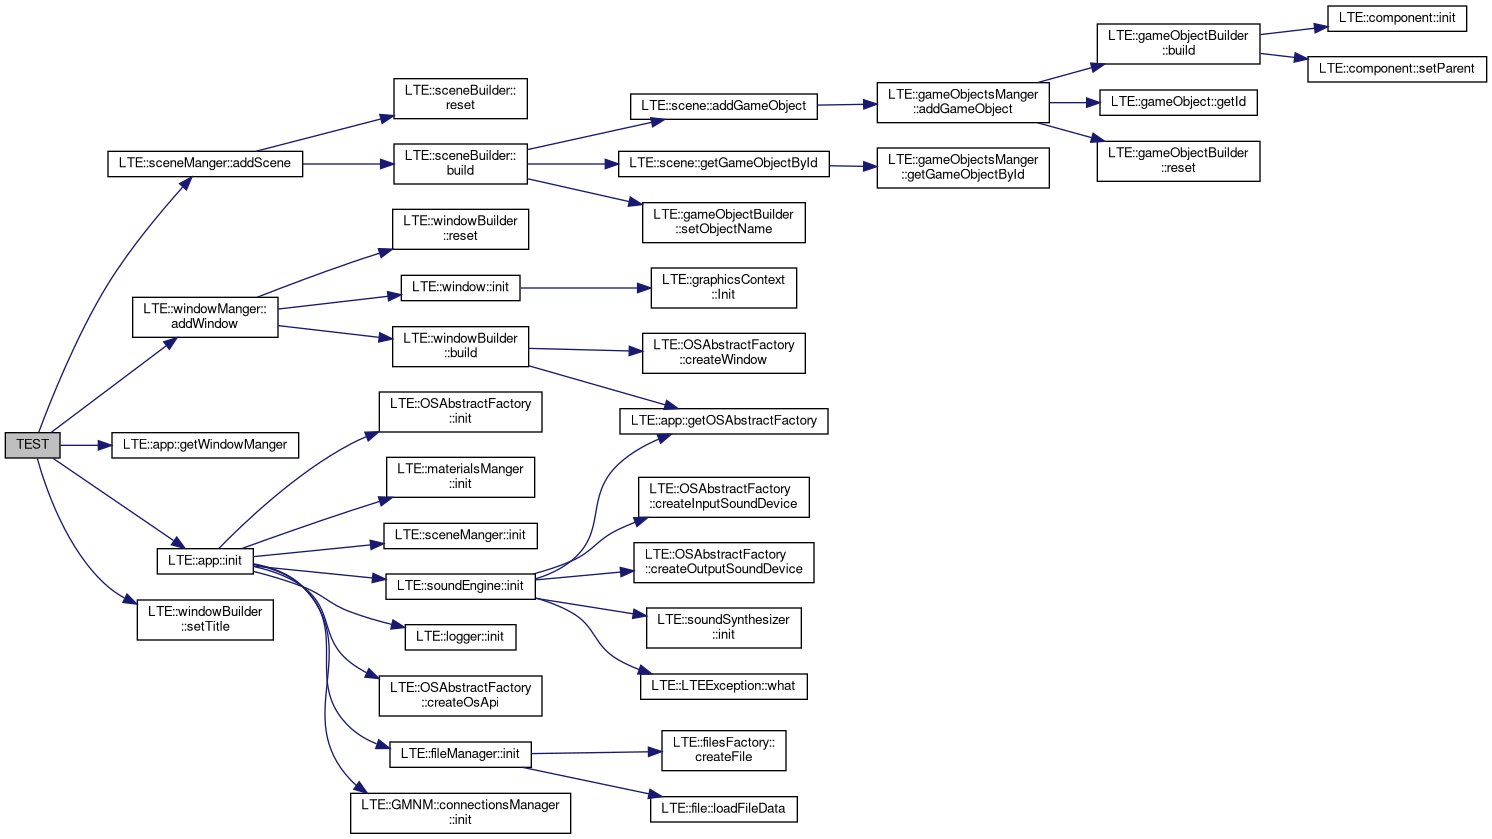 LTE::component::init
LTE::gameObjectBuilder
::build
LTE::component::setParent
LTE::sceneBuilder::
reset
LTE::scene::addGameObject
LTE::gameObjectsManger
::addGameObject
LTE::gameObject::getId
LTE::sceneManger::addScene
LTE::sceneBuilder::
build
LTE::scene::getGameObjectById
LTE::gameObjectsManger
::getGameObjectById
LTE::gameObjectBuilder
::reset
LTE::windowBuilder
::reset
LTE::gameObjectBuilder
::setObjectName
LTE::windowManger::
addWindow
LTE::window::init
LTE::graphicsContext
::Init
LTE::windowBuilder
::build
LTE::OSAbstractFactory
::createWindow
LTE::OSAbstractFactory
::init
LTE::app::getOSAbstractFactory
TEST
LTE::app::getWindowManger
LTE::materialsManger
::init
LTE::OSAbstractFactory
::createInputSoundDevice
LTE::app::init
LTE::sceneManger::init
LTE::soundEngine::init
LTE::OSAbstractFactory
::createOutputSoundDevice
LTE::windowBuilder
::setTitle
LTE::logger::init
LTE::soundSynthesizer
::init
LTE::OSAbstractFactory
::createOsApi
LTE::LTEException::what
LTE::fileManager::init
LTE::filesFactory::
createFile
LTE::GMNM::connectionsManager
::init
LTE::file::loadFileData